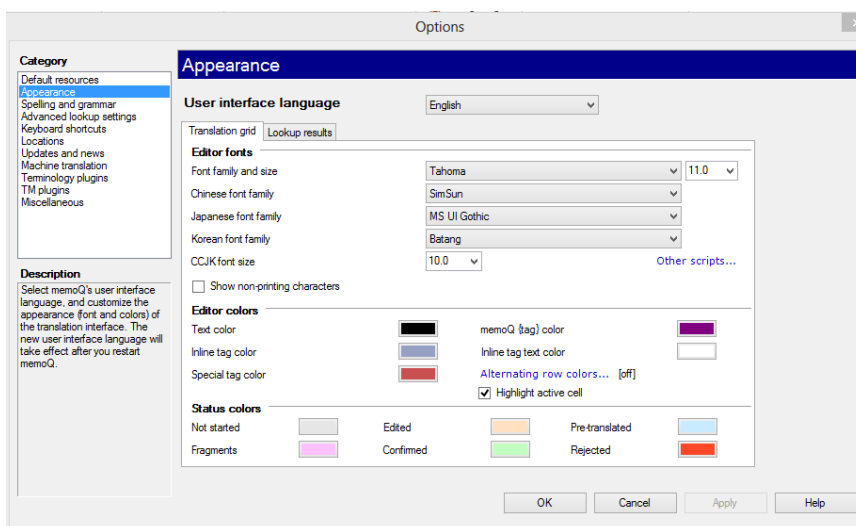 Options
Category
Default resources
Appearance
Spelling and grammar
Advanced lookup settings
Keyboard shortcuts
Locations
Updates and news
Machine translation
Terminology plugins
TM plugins
Miscellaneous
Description
Select memoQ's user interface
language, and customize the
appearance (font and colors) of
the translation interface. The
new user interface language will
take effect after you restart
memoQ.
Appearance
User interface language English
Translation grid Lookup results
Editor fonts
Font family and size Tahoma 11.0
Chinese font family SimSun
Japanese font family MS UI Gothic
Korean font family Batang
CCJK font size 10.0 Other scripts...
Show non-printing characters
Editor colors
Text color memoQ {tag} color
Inline tag color Inline tag text color
Special tag color Alternating row colors... [off]
Highlight active cell
Status colors
Not started Edited Pre-translated
Fragments Confirmed Rejected
OK Cancel Apply Help